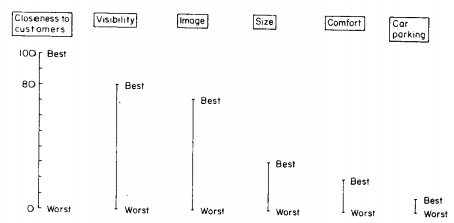 Closeness to
customers
Visibility
Image
Size
Comfort
Car
parking
100 Best
80
Best
Best
Best
Best
Best
0 Worst
Worst
Worst
Worst
Worst
Worst